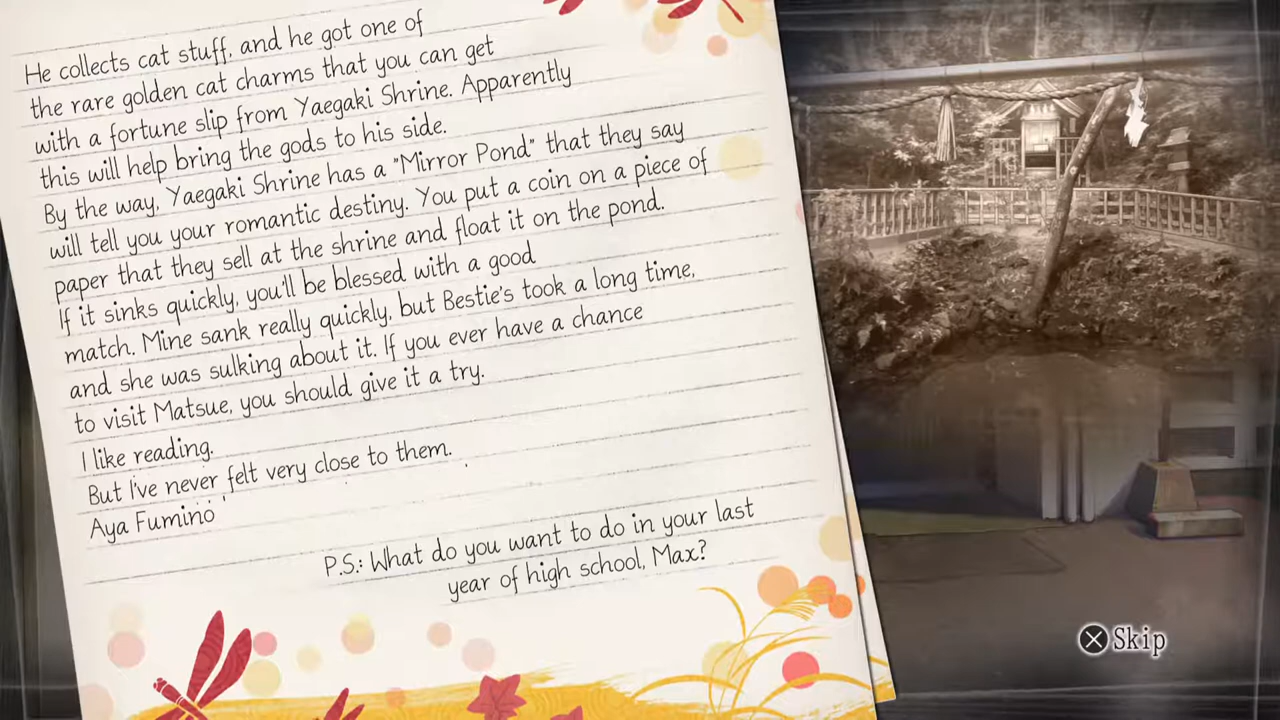 He collects cat stuff, and he got one of
the rare golden cat charms that you can get
with a fortune slip from Yaegaki Shrine. Apparently
this will help bring the gods to his side.
By the way, Yaegaki Shrine has a "Mirror Pond" that they say
will tell you your romantic destiny. You put a coin on a piece of
paper that they sell at the shrine and float it on the pond.
If it sinks quickly, you'll be blessed with a good
match. Mine sank really quickly, but Bestie's took a long time,
and she was sulking about it. If you ever have a chance
to visit Matsue, you should give it a try.
I like reading.
But I've never felt very close to them.
Aya Fumino
P.S.: What do you want to do in your last
year of high school, Max?
Skip